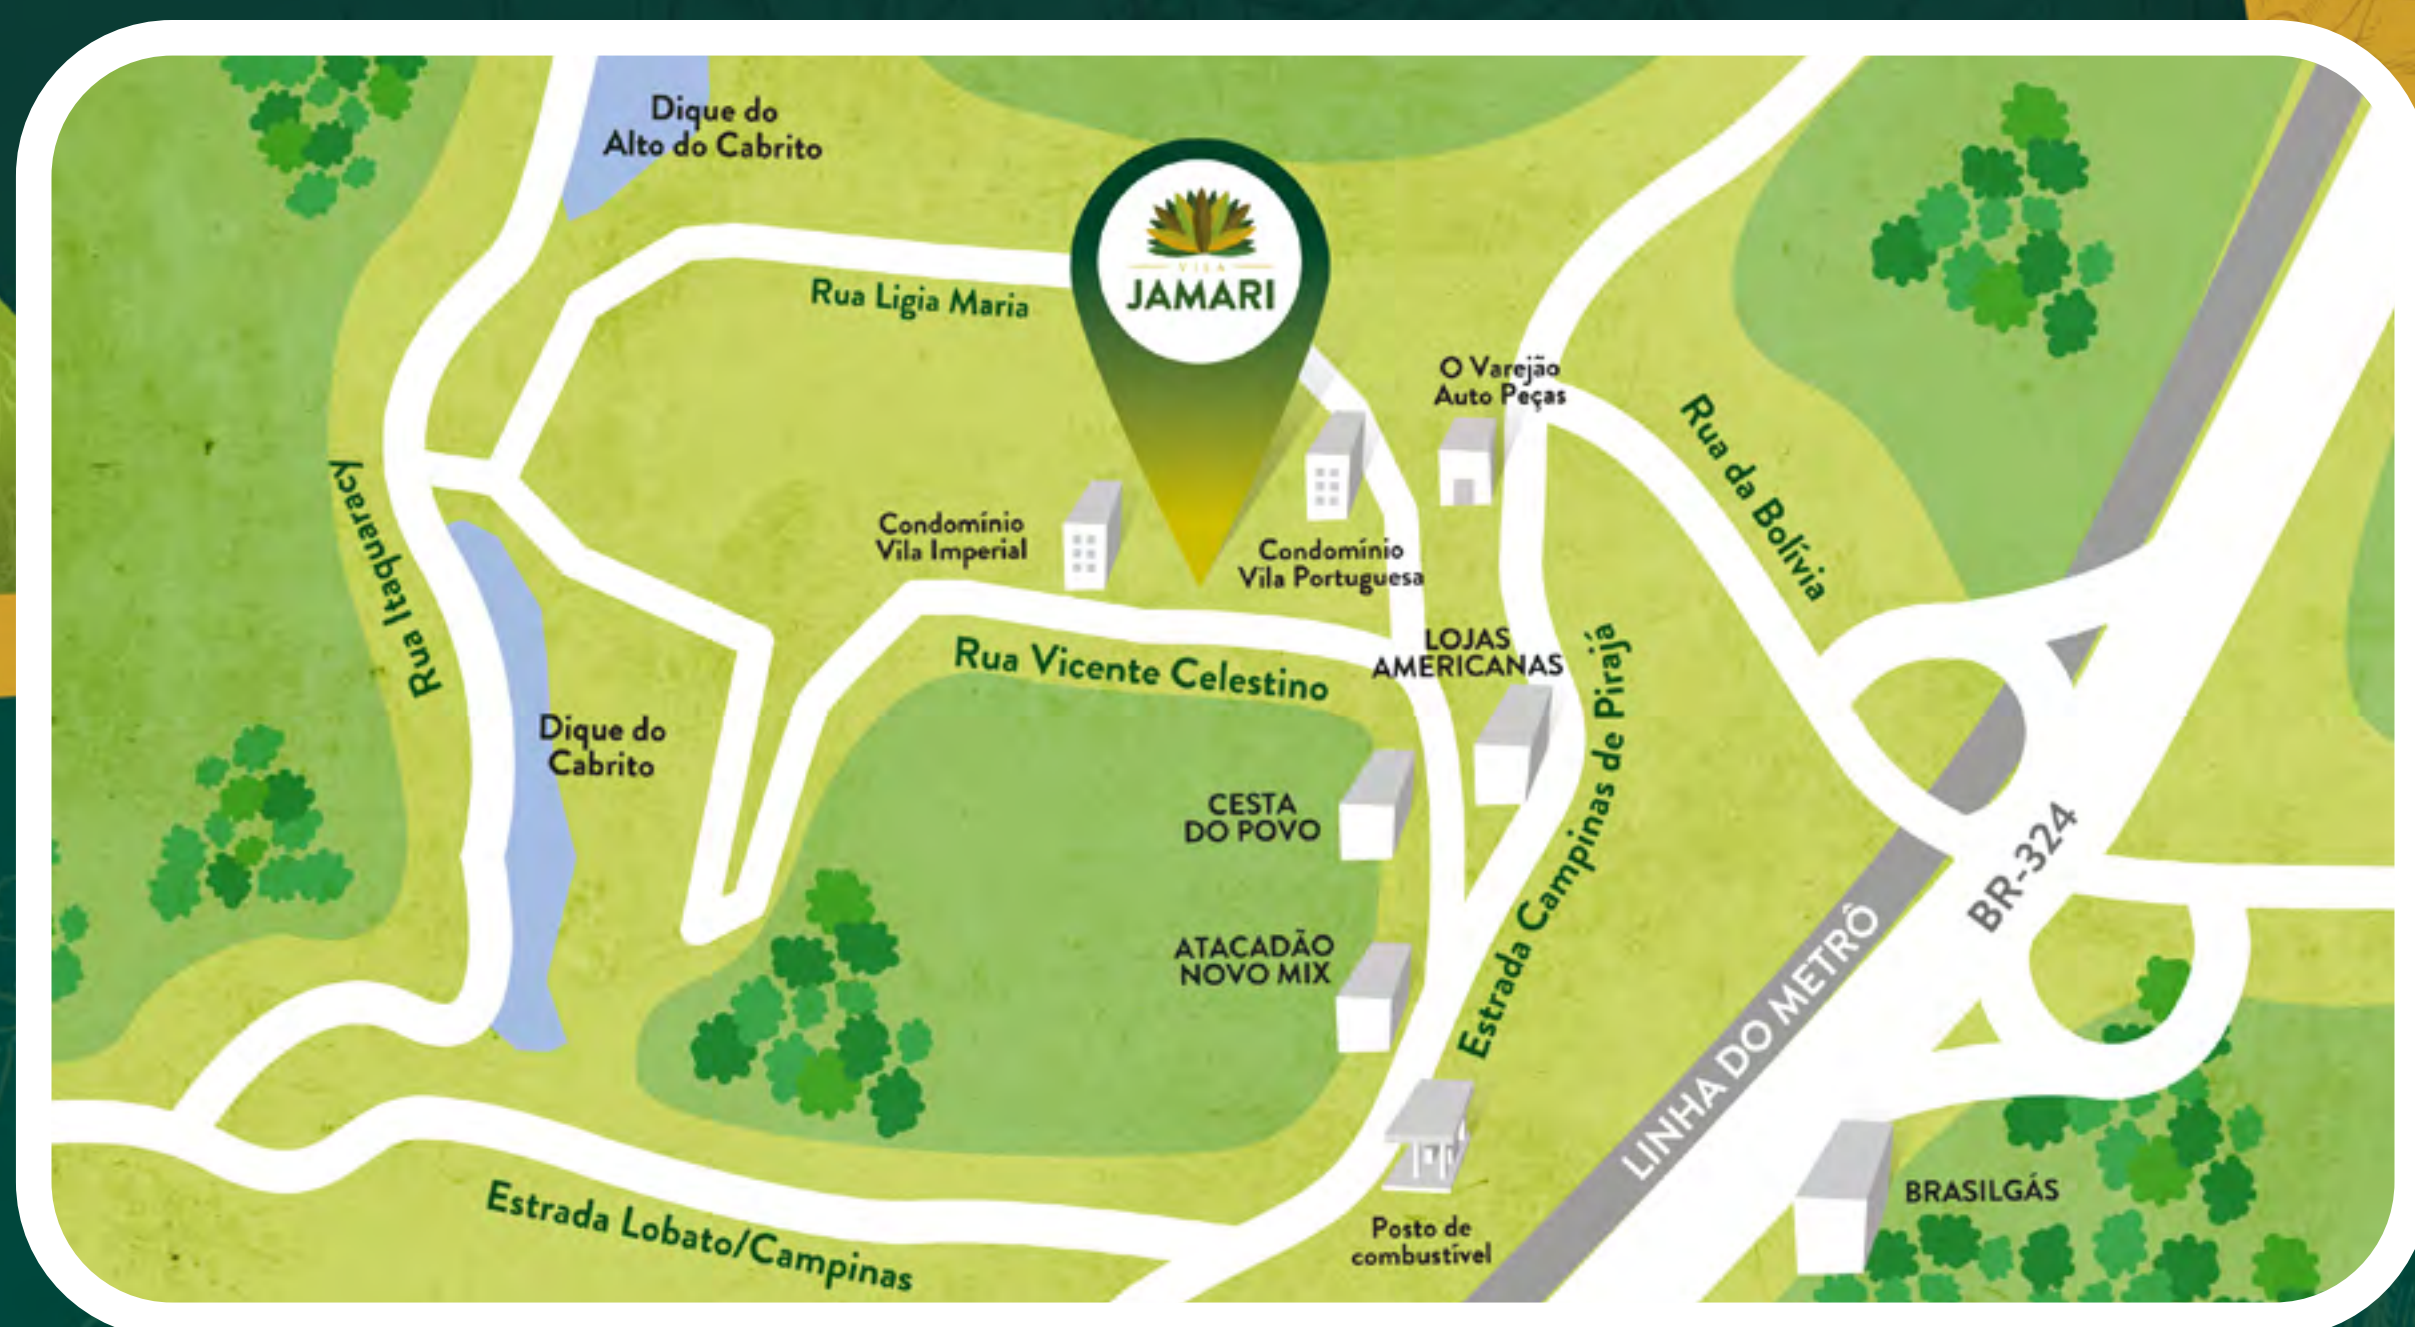 Dique do
Alto do Cabrito
VILA
JAMARI
Rua Ligia Maria
O Varejão
Auto Peças
Rua da Bolívia
Rua Itaquaracy
Condomínio
Vila Imperial
Condomínio
Vila Portuguesa
Rua Vicente Celestino
LOJAS
AMERICANAS
Estrada Campinas de Pirajá
Dique do
Cabrito
CESTA
DO POVO
ATACADÃO
NOVO MIX
BR-324
LINHA DO METRÔ
Estrada Lobato/Campinas
Posto de
combustível
BRASILGÁS